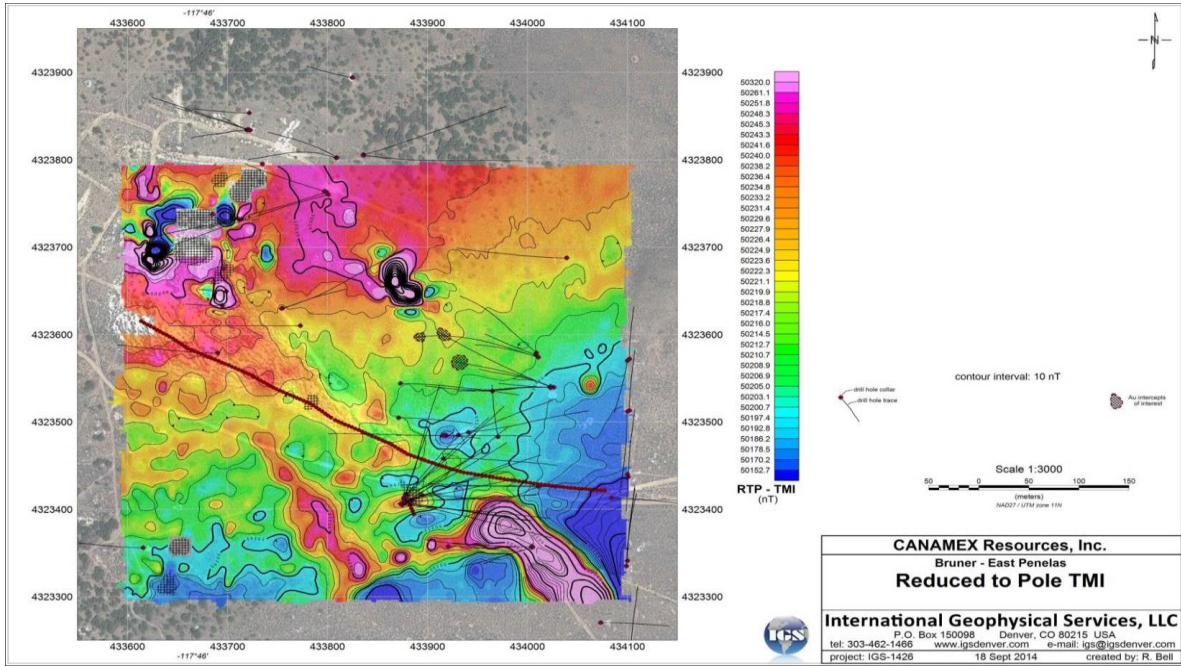 433600 433700 433800 433900 434000 434100
-117°46'
N
4323900 4323900
4323800 4323800
4323700 4323700
4323600 4323600
4323500 4323500
4323400 4323400
4323300 4323300
433600 433700 433800 433900 434000 434100
-117°46'
50320.0
50261.1
50251.8
50248.3
50245.3
50243.3
50241.6
50240.0
50238.2
50236.4
50234.8
50233.2
50231.4
50229.6
50227.9
50226.4
50224.9
50223.6
50222.3
50221.1
50219.9
50218.8
50217.4
50216.0
50214.5
50212.7
50210.7
50208.9
50206.9
50205.0
50203.1
50200.7
50197.4
50192.8
50186.2
50178.5
50170.2
50152.7
RTP - TMI
(nT)
contour interval: 10 nT
drill hole collar
drill hole trace
Au intercepts
of interest
Scale 1:3000
50 0 50 100 150
(meters)
NAD27 / UTM zone 11N
CANAMEX Resources, Inc.
Bruner - East Penelas
Reduced to Pole TMI
IGS
International Geophysical Services, LLC
P.O. Box 150098 Denver, CO 80215 USA
tel: 303-462-1466 www.igsdenver.com e-mail: igs@igsdenver.com
project: IGS-1426 18 Sept 2014 created by: R. Bell